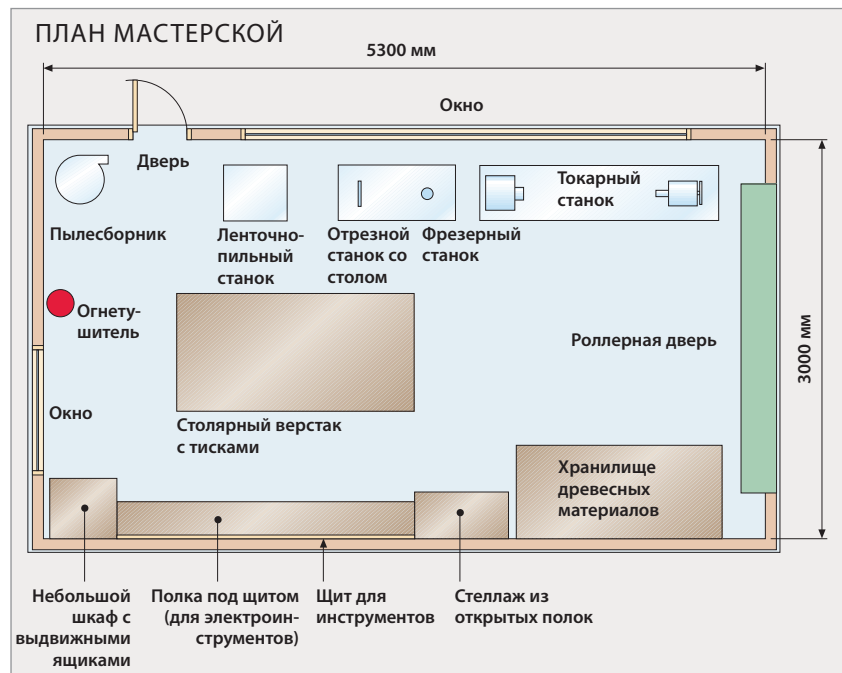 ПЛАН МАСТЕРСКОЙ
5300 мм
Окно
Дверь
Токарный
станок
Пылесборник
Ленточно-
пильный
станок
Отрезной
станок со
столом
Фрезерный
станок
Огнету-
шитель
Роллерная дверь
3000 мм
Окно
Столярный верстак
с тисками
Хранилище
древесных
материалов
Небольшой
шкаф с
выдвижными
ящиками
Полка под щитом
(для электроин-
струментов)
Щит для
инструментов
Стеллаж из
открытых полок